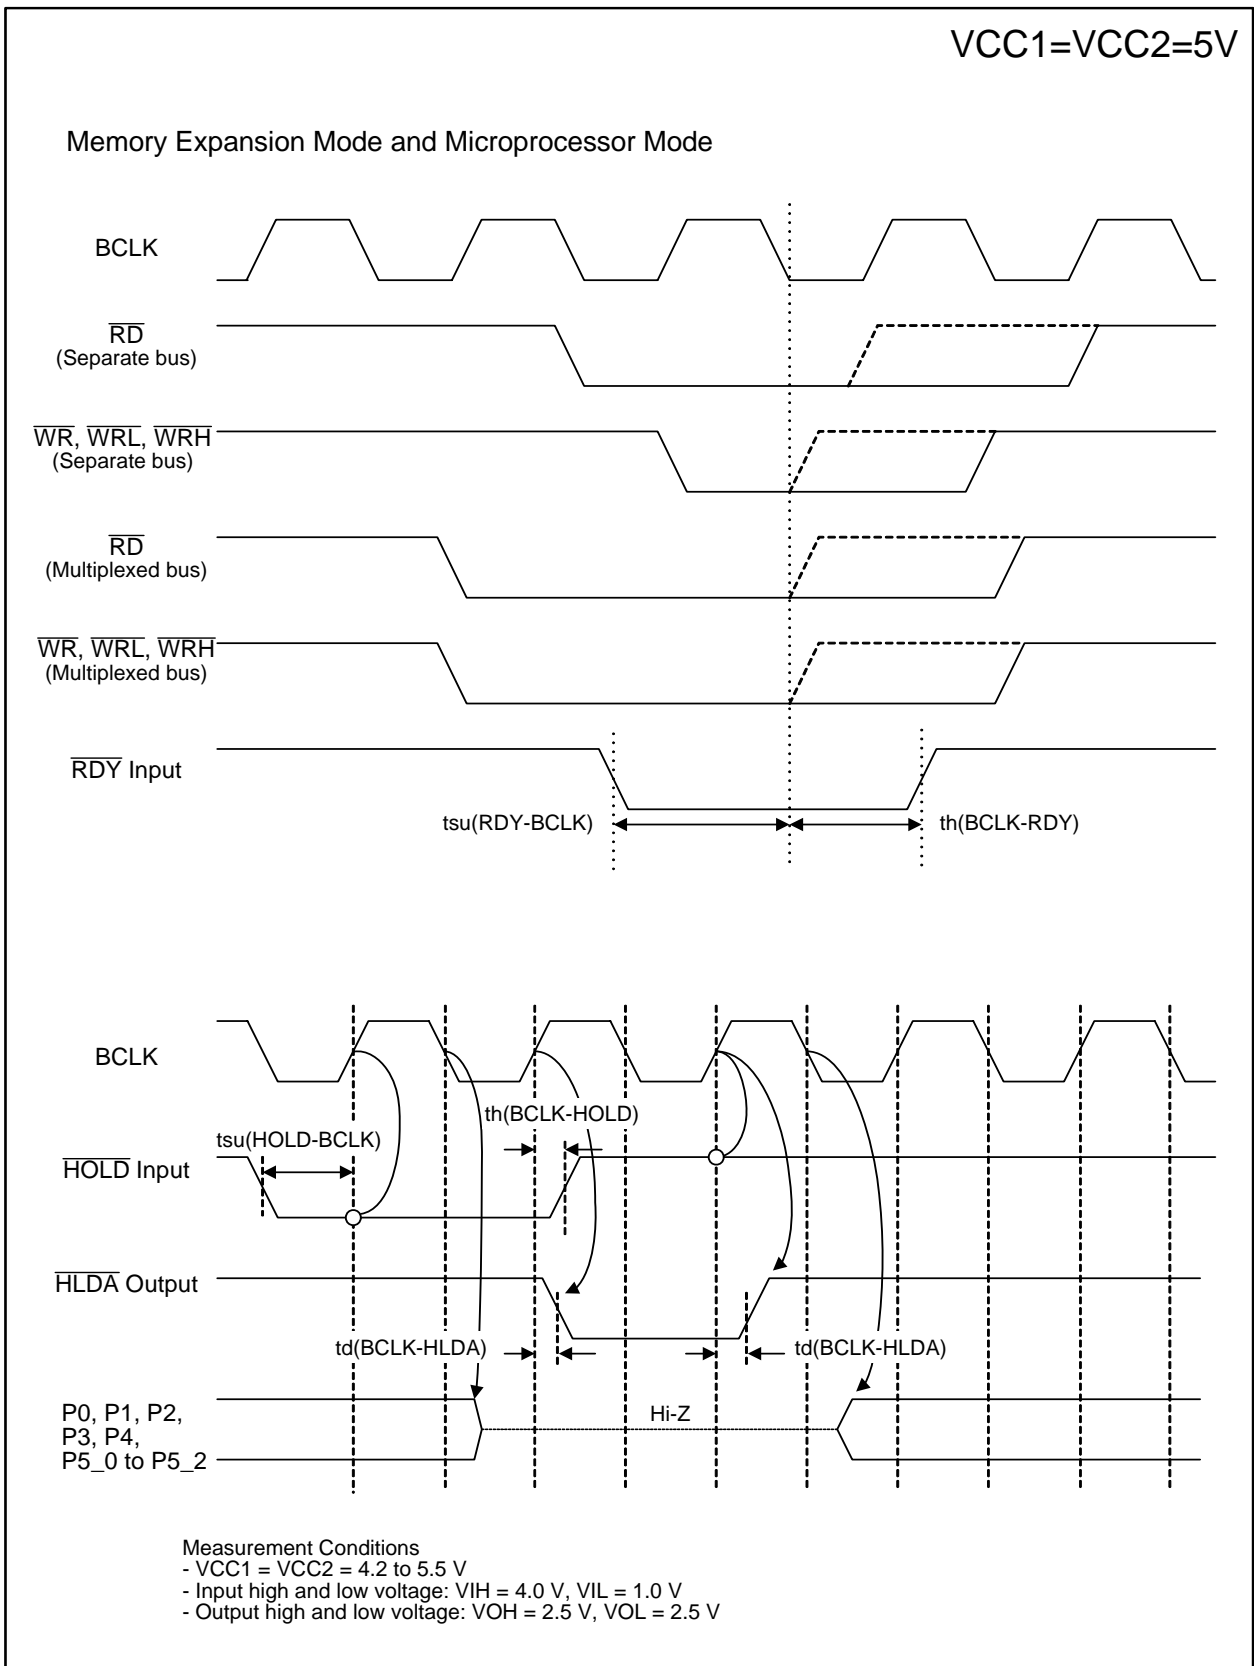 VCC1=VCC2=5V
Memory Expansion Mode and Microprocessor Mode
BCLK
RD
(Separate bus)
WR, WRL, WRH
(Separate bus)
RD
(Multiplexed bus)
WR, WRL, WRH
(Multiplexed bus)
RDY Input
tsu(RDY-BCLK)
th(BCLK-RDY)
BCLK
th(BCLK-HOLD)
tsu(HOLD-BCLK)
HOLD Input
HLDA Output
td(BCLK-HLDA)
td(BCLK-HLDA)
P0, P1, P2,
P3, P4,
P5_0 to P5_2
Hi-Z
Measurement Conditions
- VCC1 = VCC2 = 4.2 to 5.5 V
- Input high and low voltage: VIH = 4.0 V, VIL = 1.0 V
- Output high and low voltage: VOH = 2.5 V, VOL = 2.5 V